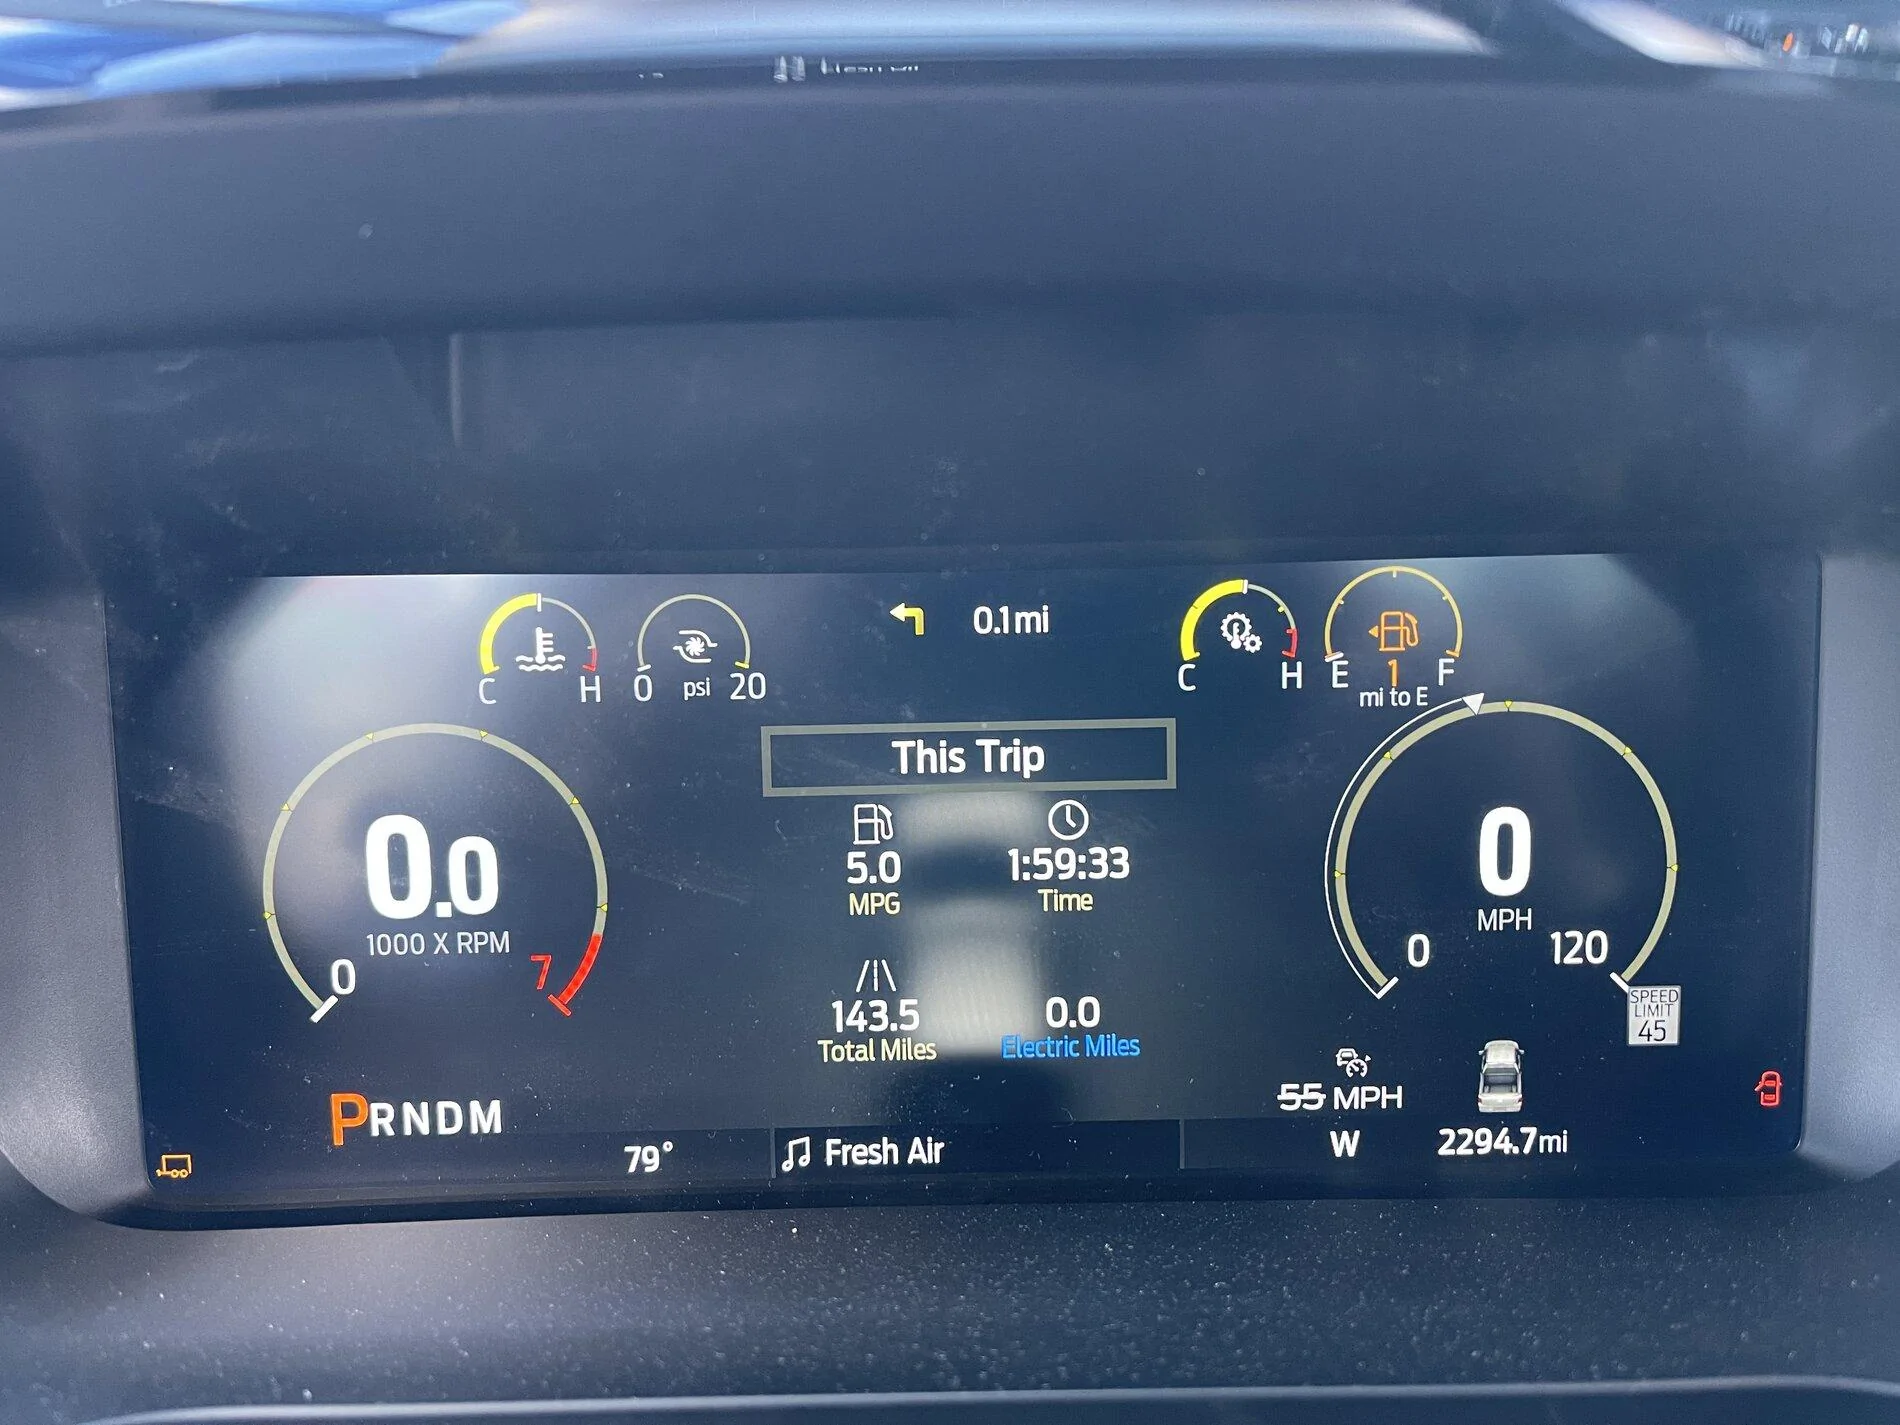 0.1mi
C H
0 psi 20
C H
E 1 F
mi to E
This Trip
0.0
1000 X RPM
0 7
5.0
MPG
1:59:33
Time
143.5
Total Miles
0.0
Electric Miles
0
MPH
0 120
SPEED
LIMIT
45
55 MPH
PRNDM
79°
Fresh Air
W
2294.7mi